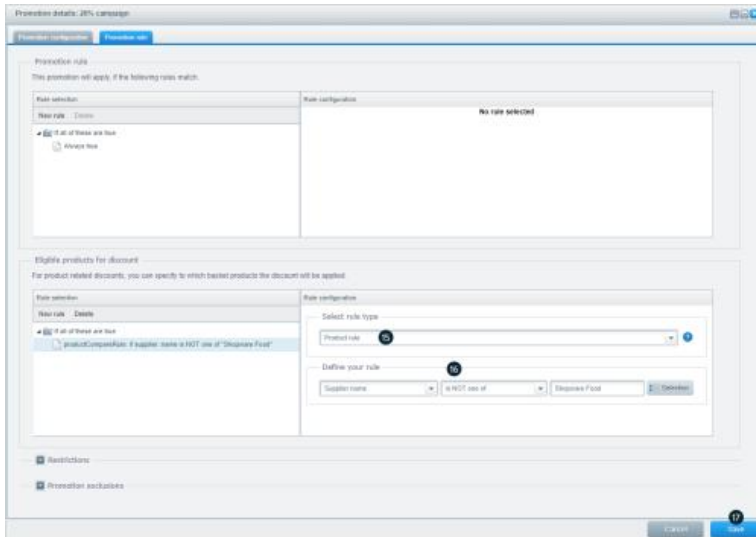 Promotion details: 20% campaign
Promotion configuration
Promotion rule
Promotion rule
This promotion will apply, if the following rules match.
Rule selection
Rule configuration
New rule Delete
No rule selected
If all of these are true
Always true
Eligible products for discount
For product related discounts, you can specify to which basket products the discount will be applied
Rule selection
Rule configuration
New rule Delete
Select rule type
If all of these are true
Product rule 15
productCompareRule: if supplier name is NOT one of "Shopware Food"
Define your rule
16
Supplier name is NOT one of Shopware Food Selection
Restrictions
Promotion exclusions
17
Cancel Save